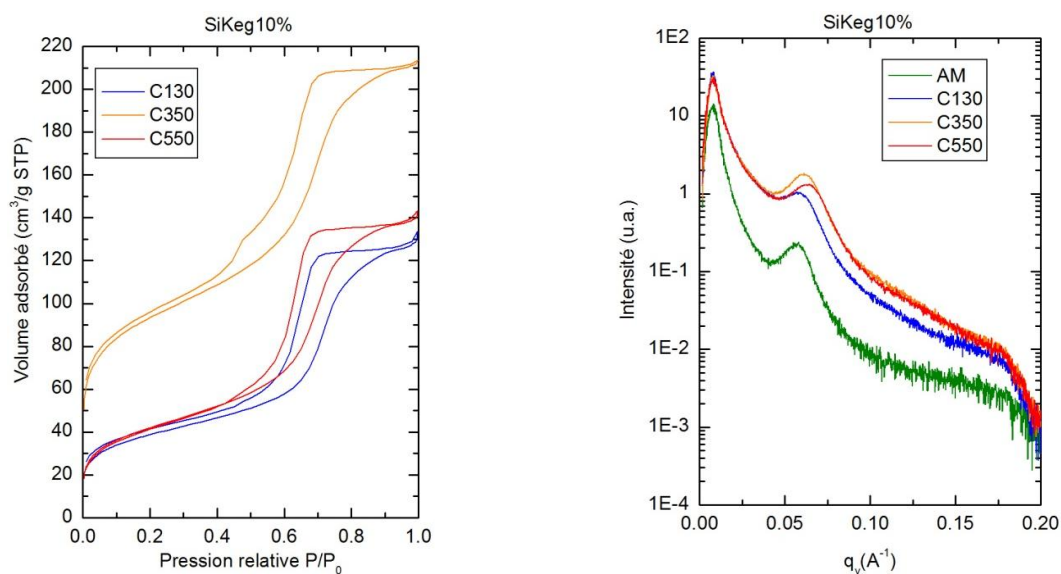 SiKeg10%
220
200
180
160
140
120
100
80
60
40
20
0
C130
C350
C550
Volume adsorbé (cm³/g STP)
0.0 0.2 0.4 0.6 0.8 1.0
Pression relative P/P₀
SiKeg10%
1E2
10
1
1E-1
1E-2
1E-3
1E-4
AM
C130
C350
C550
Intensité (u.a.)
0.00 0.05 0.10 0.15 0.20
qᵥ(A⁻¹)